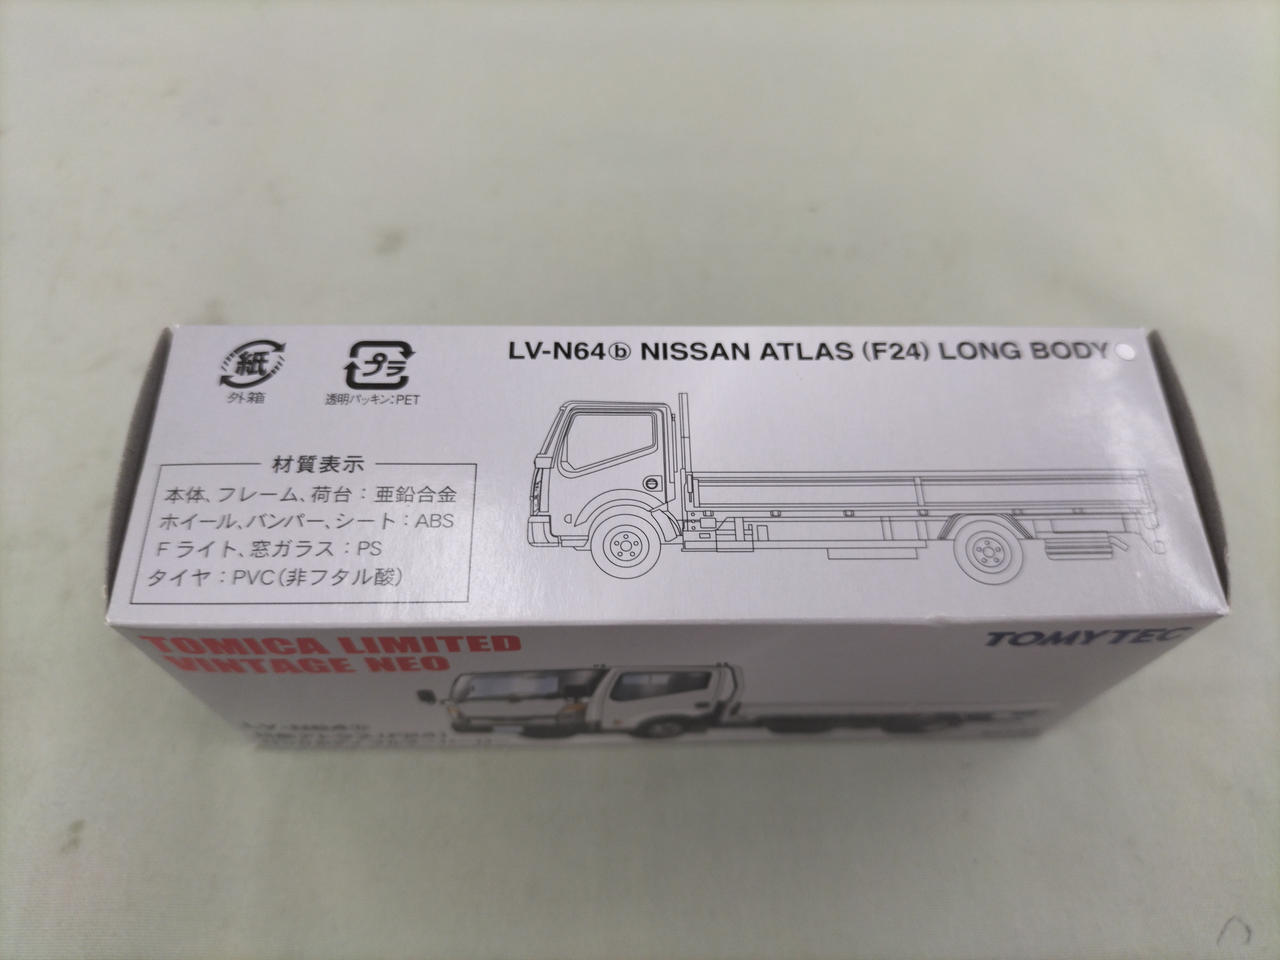 紙
外箱
プラ
透明パッキン:PET
LV-N64ⓑ NISSAN ATLAS (F24) LONG BODY
材質表示
本体、フレーム、荷台：亜鉛合金
ホイール、バンパー、シート：ABS
Fライト、窓ガラス：PS
タイヤ：PVC(非フタル酸)
TOMICA LIMITED
VINTAGE NEO
TOMYTEC
LV-N64ⓑ